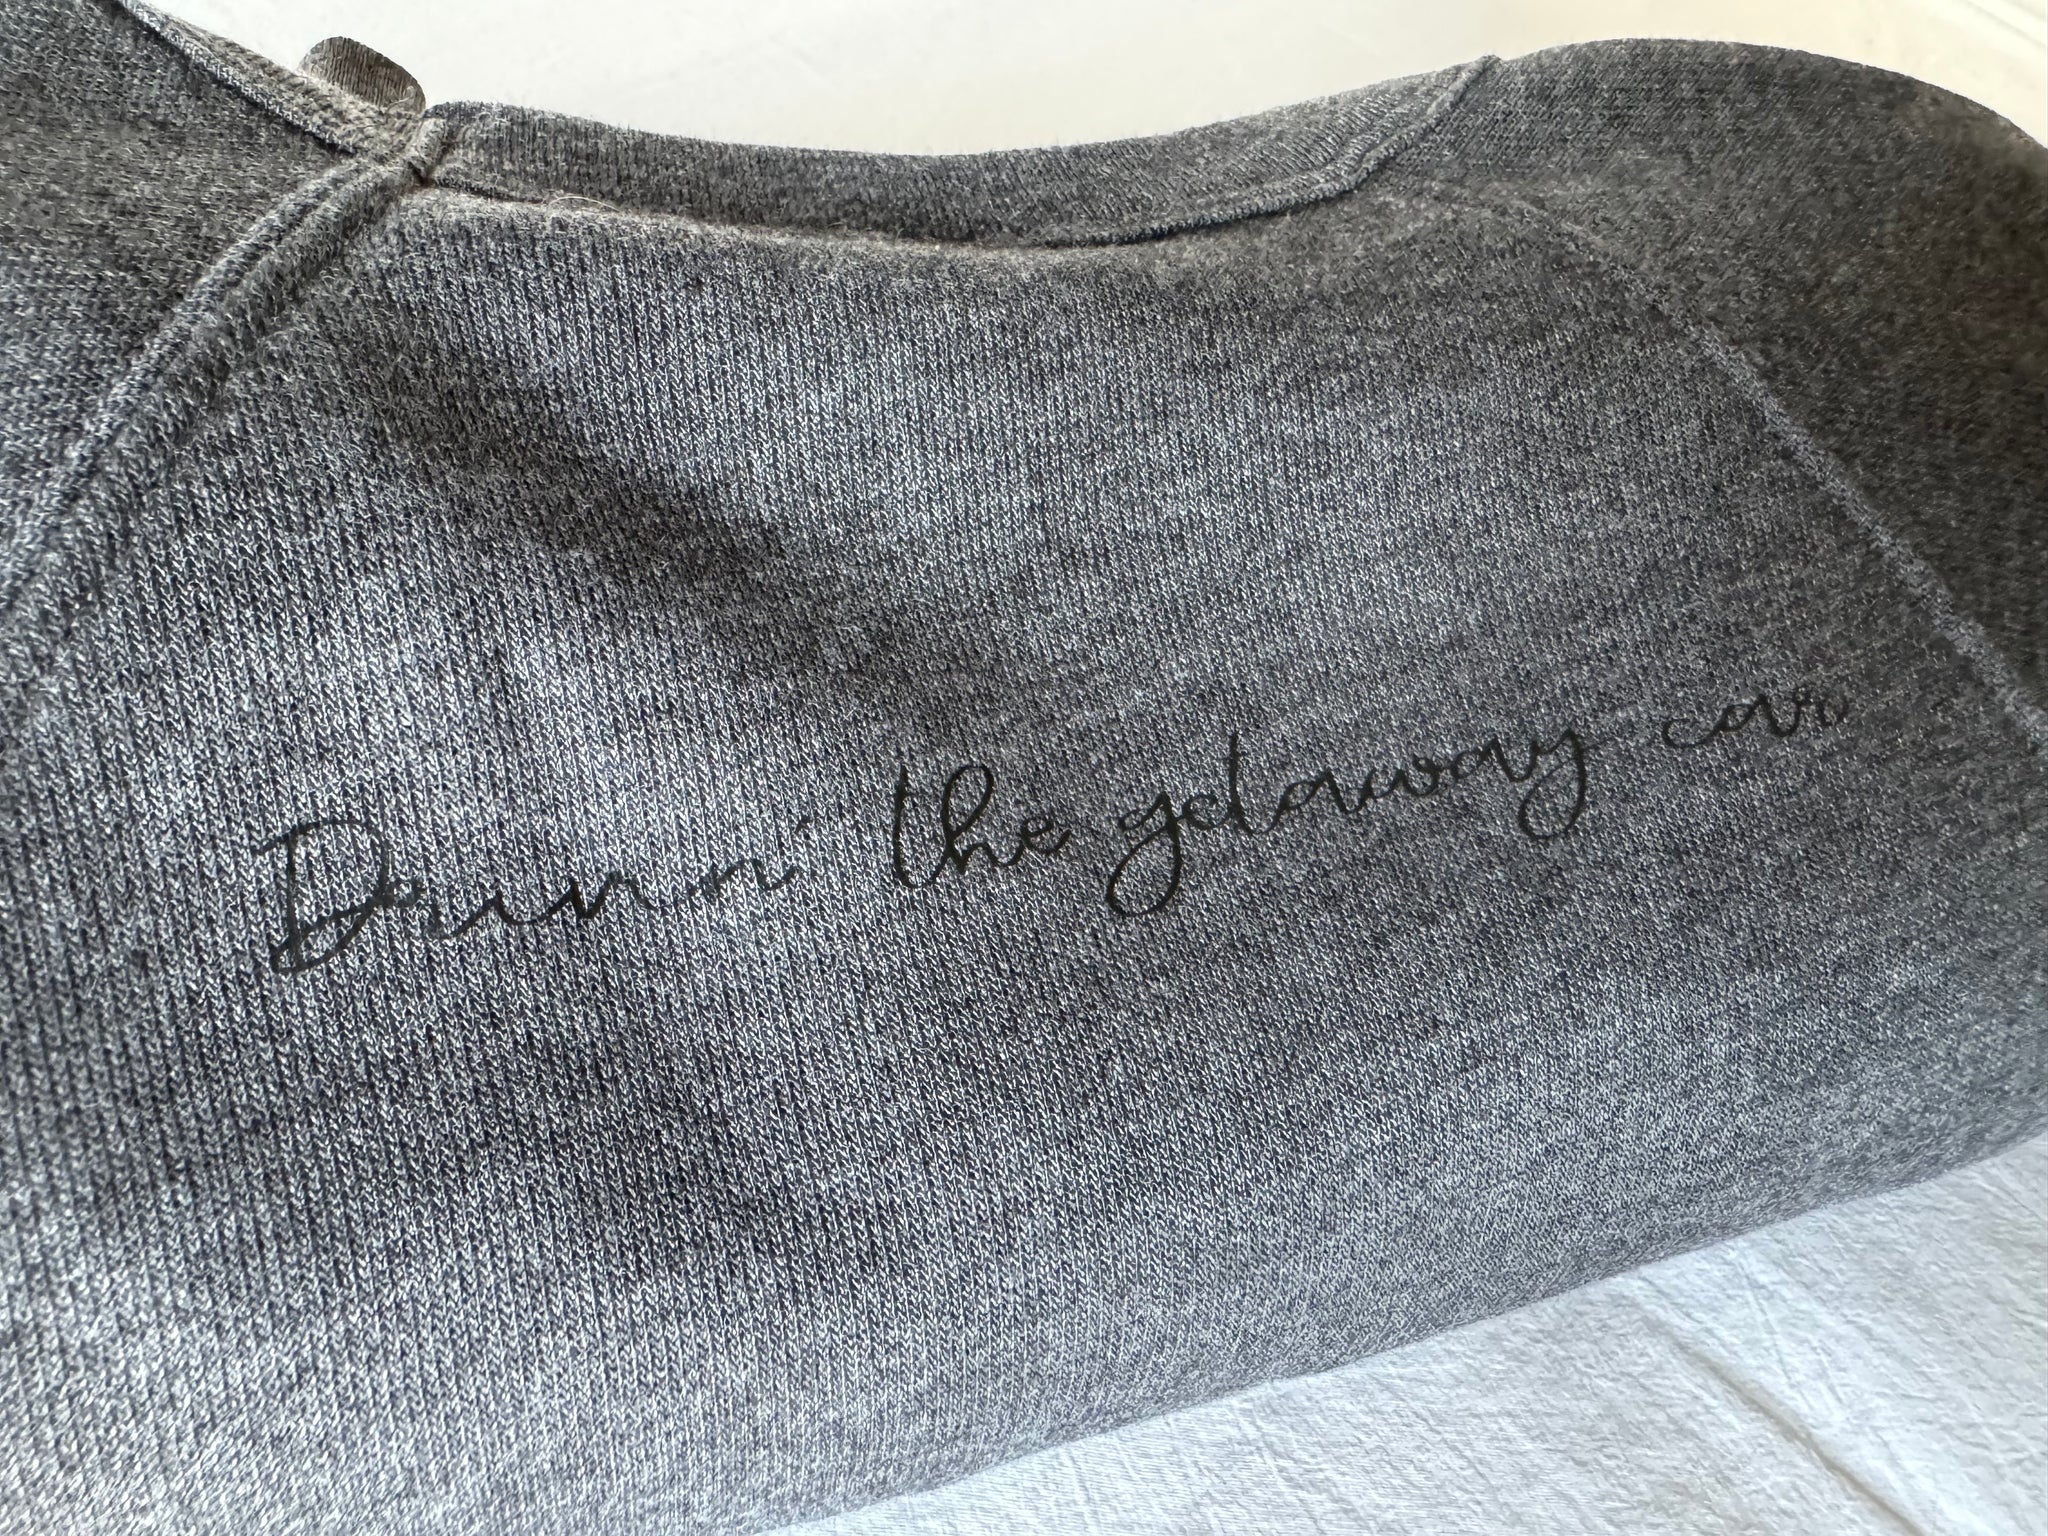 Drivin' the getaway car